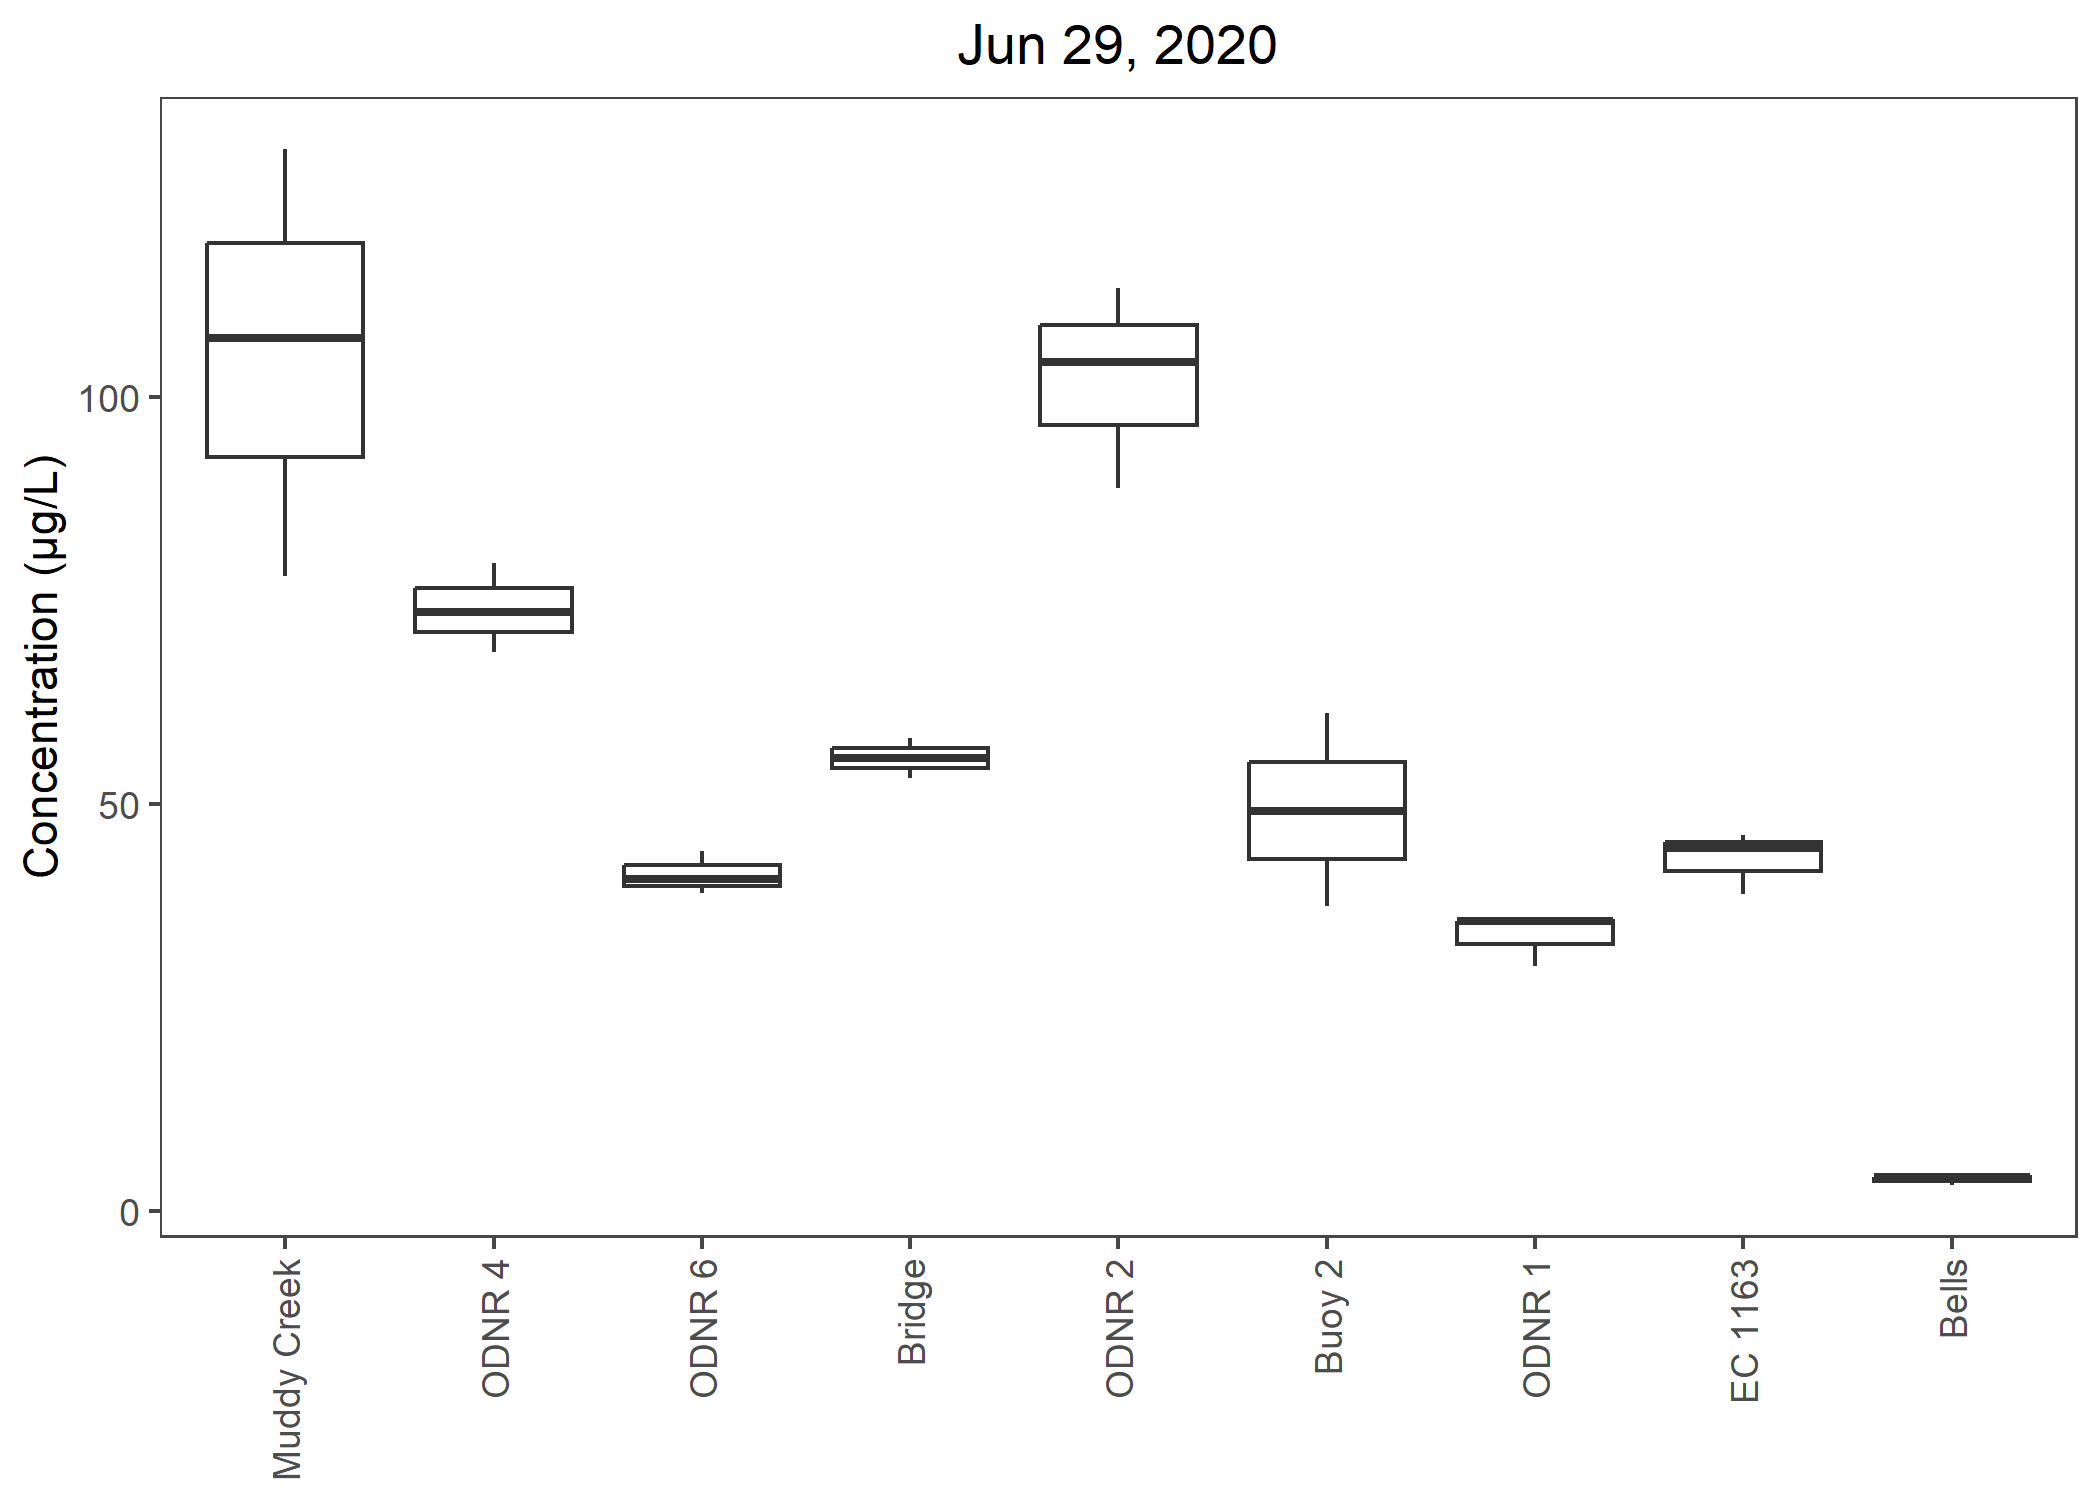 Jun 29, 2020
Concentration (µg/L)
100
50
0
Muddy Creek
ODNR 4
ODNR 6
Bridge
ODNR 2
Buoy 2
ODNR 1
EC 1163
Bells